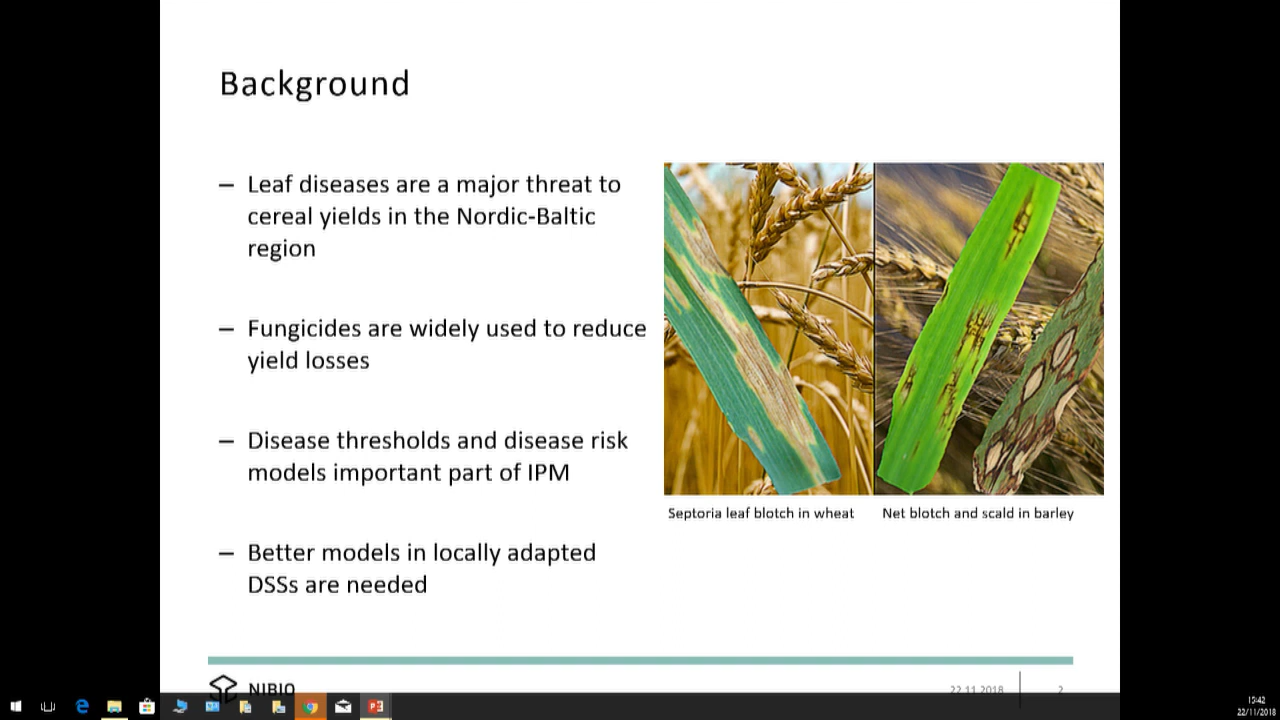 Background
– Leaf diseases are a major threat to
cereal yields in the Nordic-Baltic
region
– Fungicides are widely used to reduce
yield losses
– Disease thresholds and disease risk
models important part of IPM
– Better models in locally adapted
DSSs are needed
Septoria leaf blotch in wheat
Net blotch and scald in barley
NIBIO
22.11.2018
2
15:42
22/11/2018